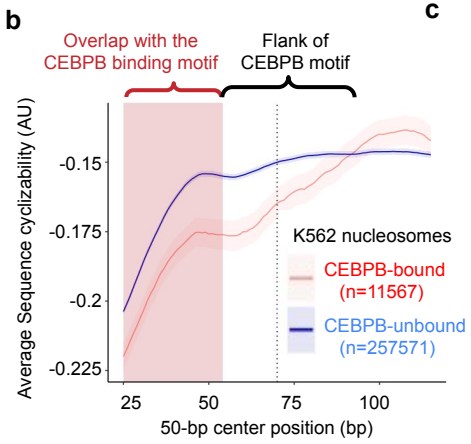 b
c
Overlap with the
CEBPB binding motif
Flank of
CEBPB motif
Average Sequence cyclizability (AU)
-0.15
-0.175
-0.2
-0.225
K562 nucleosomes
CEBPB-bound
(n=11567)
CEBPB-unbound
(n=257571)
25
50
75
100
50-bp center position (bp)